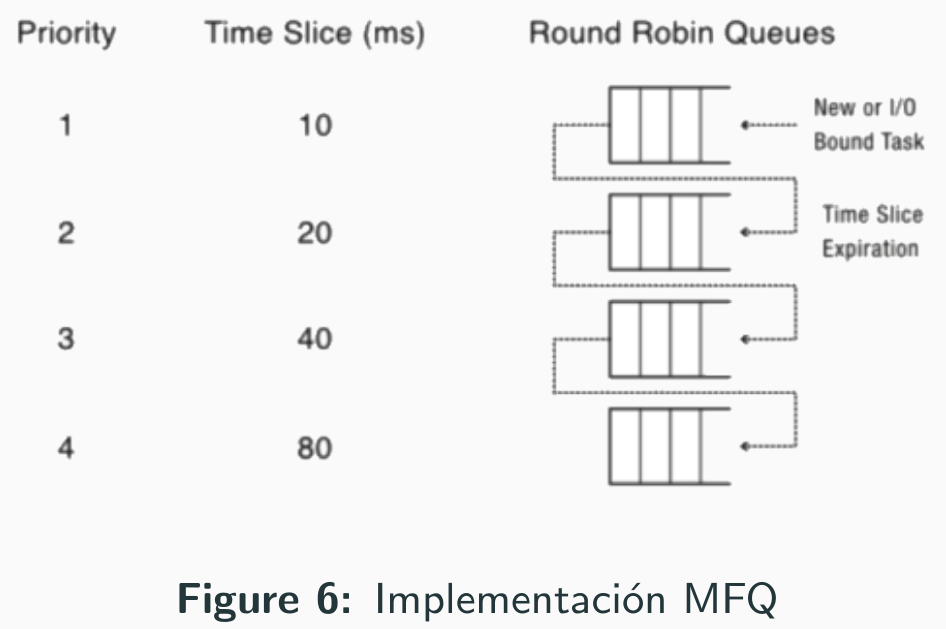 Priority Time Slice (ms) Round Robin Queues
1 10
New or I/O
Bound Task
2 20
Time Slice
Expiration
3 40
4 80
Figure 6: Implementación MFQ